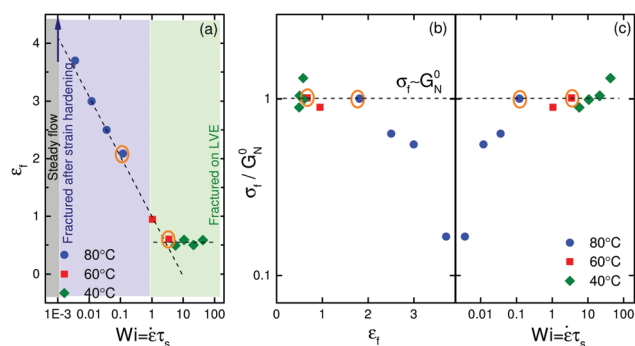 (a)
4
3
2
1
0
ε_f
Steady flow
Fractured after strain hardening
Fractured on LVE
80°C
60°C
40°C
1E-3 0.01 0.1 1 10 100
Wi=ε̇τ_s
(b)
σ_f~G_N^0
1
0.1
σ_f / G_N^0
0 1 2 3
ε_f
(c)
80°C
60°C
40°C
0.01 0.1 1 10 100
Wi=ε̇τ_s